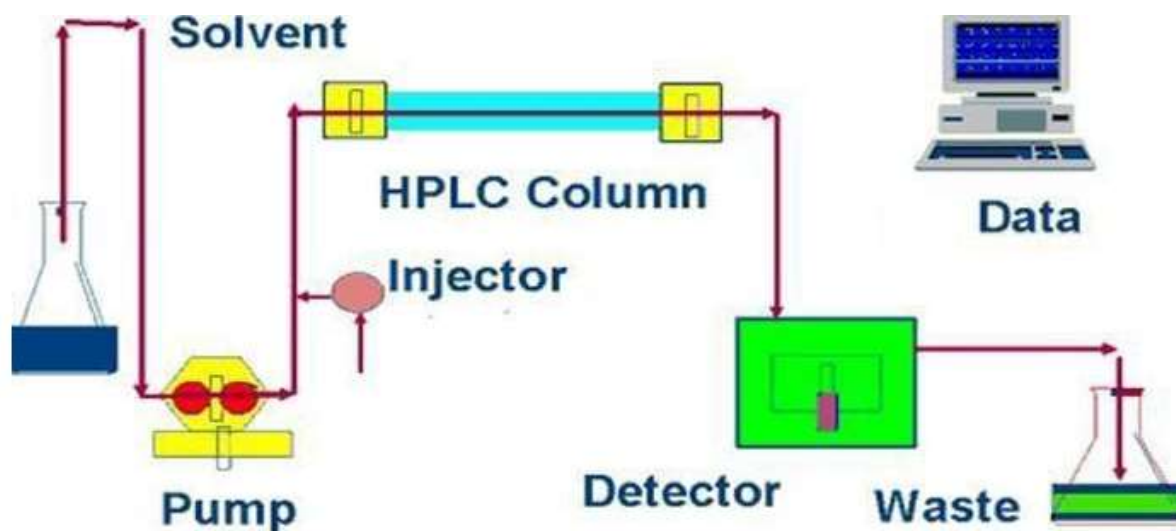 Solvent
HPLC Column
Data
Injector
Pump
Detector
Waste